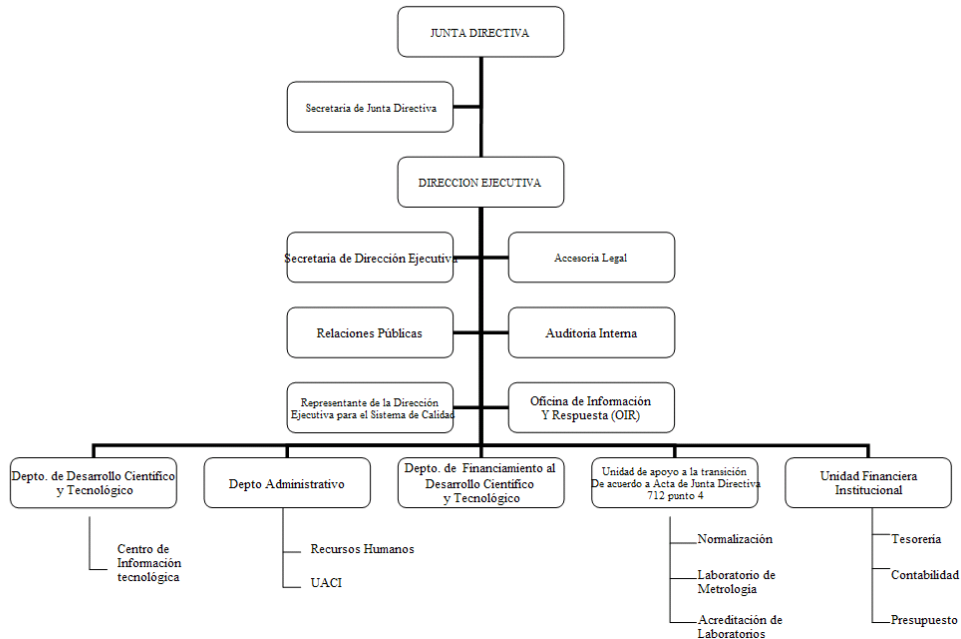 JUNTA DIRECTIVA
Secretaria de Junta Directiva
DIRECCION EJECUTIVA
Secretaria de Dirección Ejecutiva
Accesoria Legal
Relaciones Públicas
Auditoria Interna
Representante de la Dirección
Ejecutiva para el Sistema de Calidad
Oficina de Información
Y Respuesta (OIR)
Depto. de Desarrollo Científico
y Tecnológico
Depto Administrativo
Depto. de Financiamiento al
Desarrollo Científico
y Tecnológico
Unidad de apoyo a la transición
De acuerdo a Acta de Junta Directiva
712 punto 4
Unidad Financiera
Institucional
Centro de
Información
tecnológica
Recursos Humanos
UACI
Normalización
Laboratorio de
Metrologia
Acreditación de
Laboratorios
Tesoreria
Contabilidad
Presupuesto